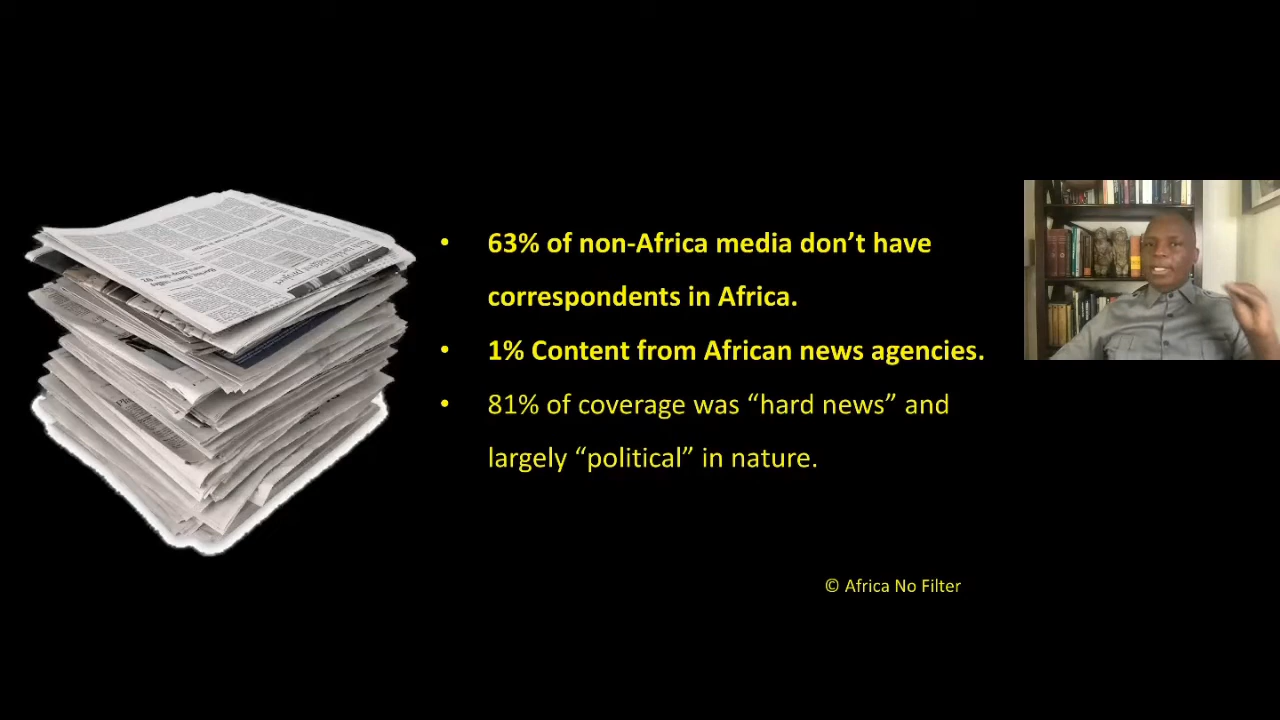 • 63% of non-Africa media don’t have
correspondents in Africa.
• 1% Content from African news agencies.
• 81% of coverage was “hard news” and
largely “political” in nature.
© Africa No Filter